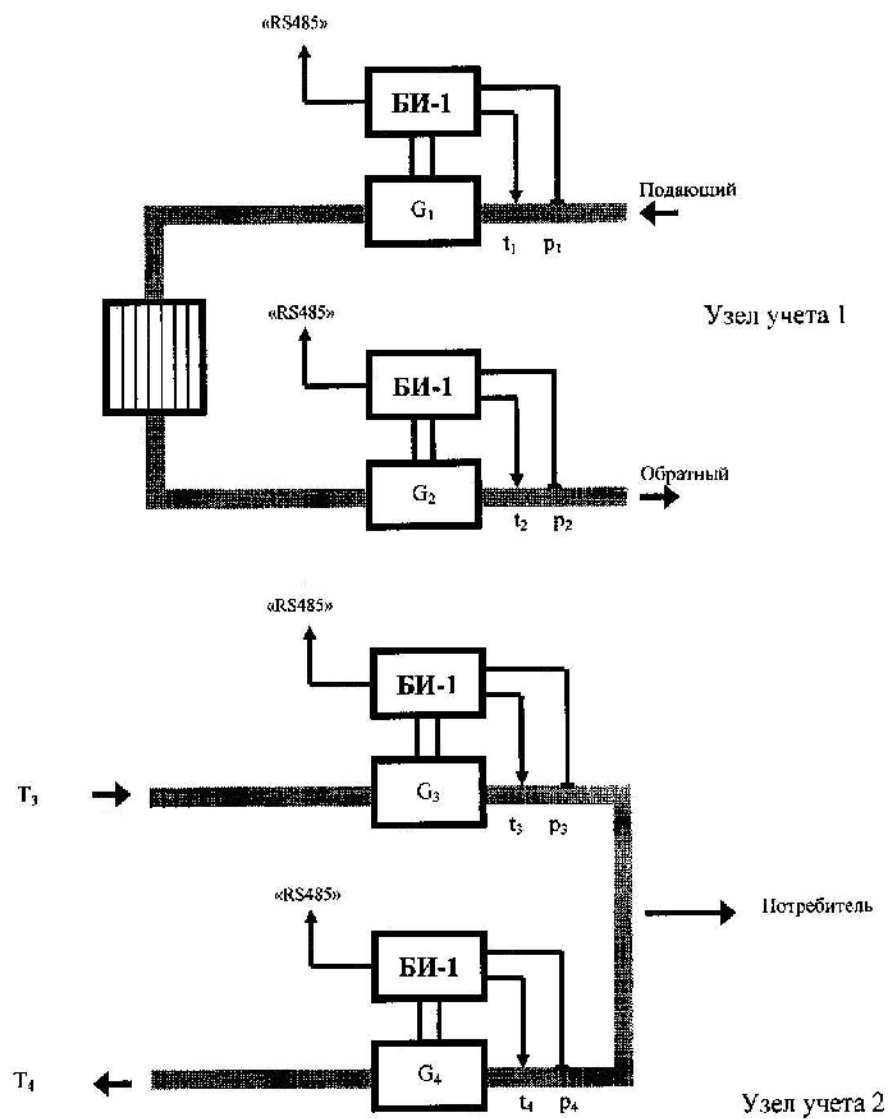 «RS485»
БИ-1
G₁
Подающий
t₁ p₁
Узел учета 1
«RS485»
БИ-1
G₂
Обратный
t₂ p₂
«RS485»
БИ-1
T₃
G₃
t₃ p₃
«RS485»
Потребитель
БИ-1
T₄
G₄
t₄ p₄
Узел учета 2